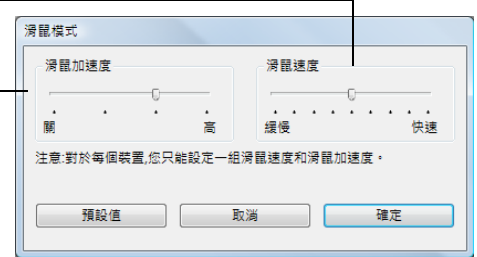 滑鼠模式
滑鼠加速度
滑鼠速度
關
高
緩慢
快速
注意:對於每個裝置,您只能設定一組滑鼠速度和滑鼠加速度。
預設值
取消
確定